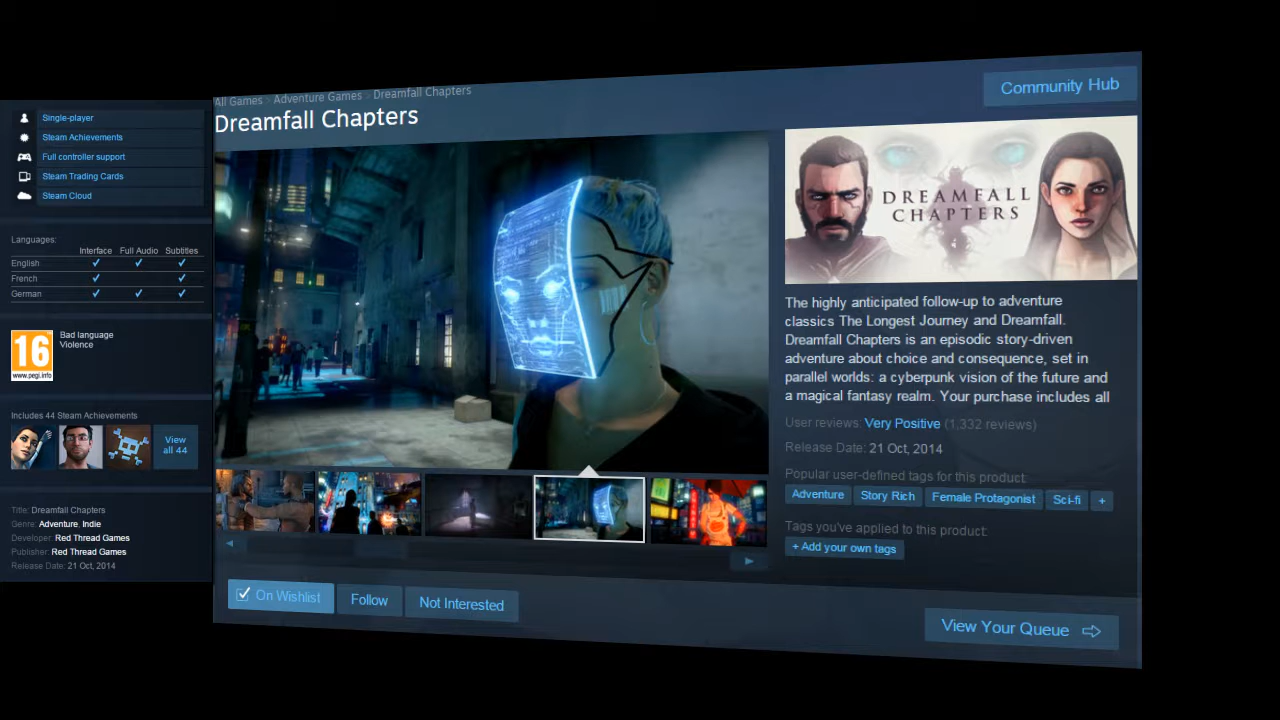 Single-player
Steam Achievements
Full controller support
Steam Trading Cards
Steam Cloud
Languages:
Interface Full Audio Subtitles
English ✓ ✓ ✓
French ✓ ✓
German ✓ ✓ ✓
16
www.pegi.info
Bad language
Violence
Includes 44 Steam Achievements
View
all 44
Title: Dreamfall Chapters
Genre: Adventure, Indie
Developer: Red Thread Games
Publisher: Red Thread Games
Release Date: 21 Oct, 2014
All Games > Adventure Games > Dreamfall Chapters
Dreamfall Chapters
Community Hub
DREAMFALL
CHAPTERS
The highly anticipated follow-up to adventure
classics The Longest Journey and Dreamfall.
Dreamfall Chapters is an episodic story-driven
adventure about choice and consequence, set in
parallel worlds: a cyberpunk vision of the future and
a magical fantasy realm. Your purchase includes all
User reviews: Very Positive (1,332 reviews)
Release Date: 21 Oct, 2014
Popular user-defined tags for this product:
Adventure Story Rich Female Protagonist Sci-fi +
Tags you've applied to this product:
+ Add your own tags
On Wishlist Follow Not Interested
View Your Queue